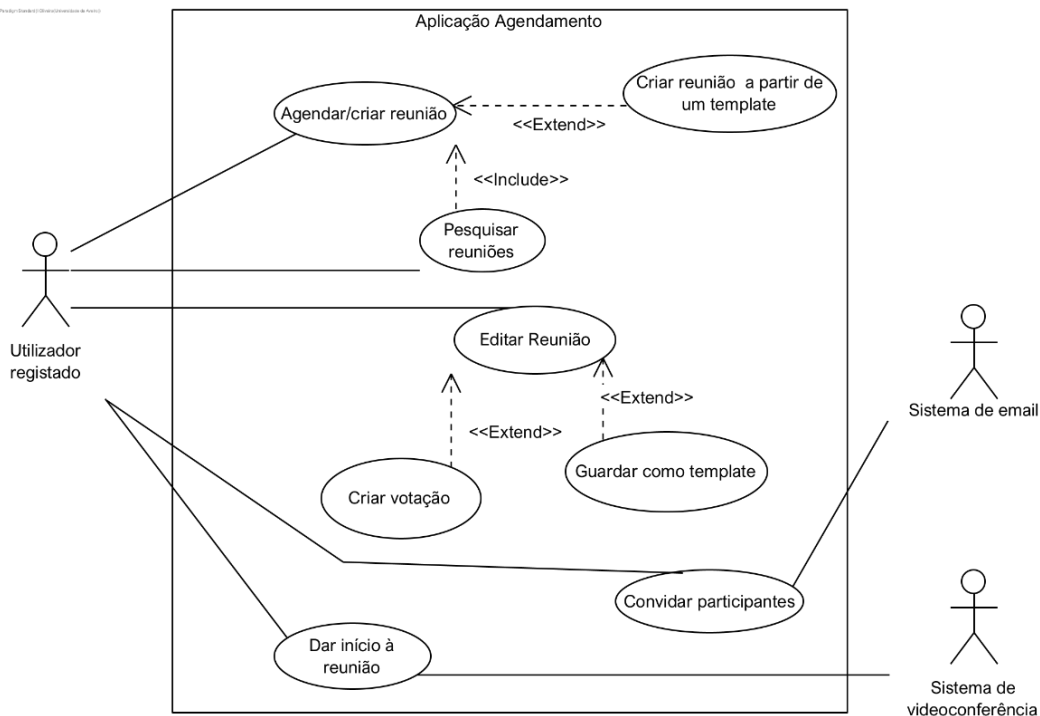 Aplicação Agendamento
Agendar/criar reunião
Criar reunião a partir de
um template
<<Extend>>
<<Include>>
Pesquisar
reuniões
Editar Reunião
Utilizador
registado
<<Extend>>
Sistema de email
<<Extend>>
Guardar como template
Criar votação
Convidar participantes
Dar início à
reunião
Sistema de
videoconferência